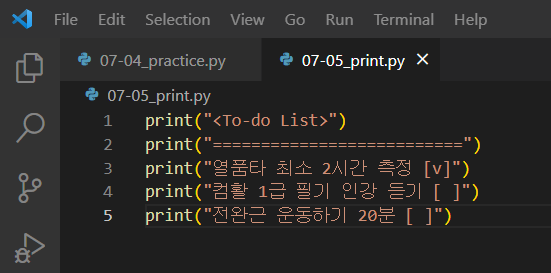 File Edit Selection View Go Run Terminal Help
07-04_practice.py 07-05_print.py
07-05_print.py
1 print("<To-do List>")
2 print("==========================")
3 print("열품타 최소 2시간 측정 [v]")
4 print("컴활 1급 필기 인강 듣기 [ ]")
5 print("전완근 운동하기 20분 [ ]")